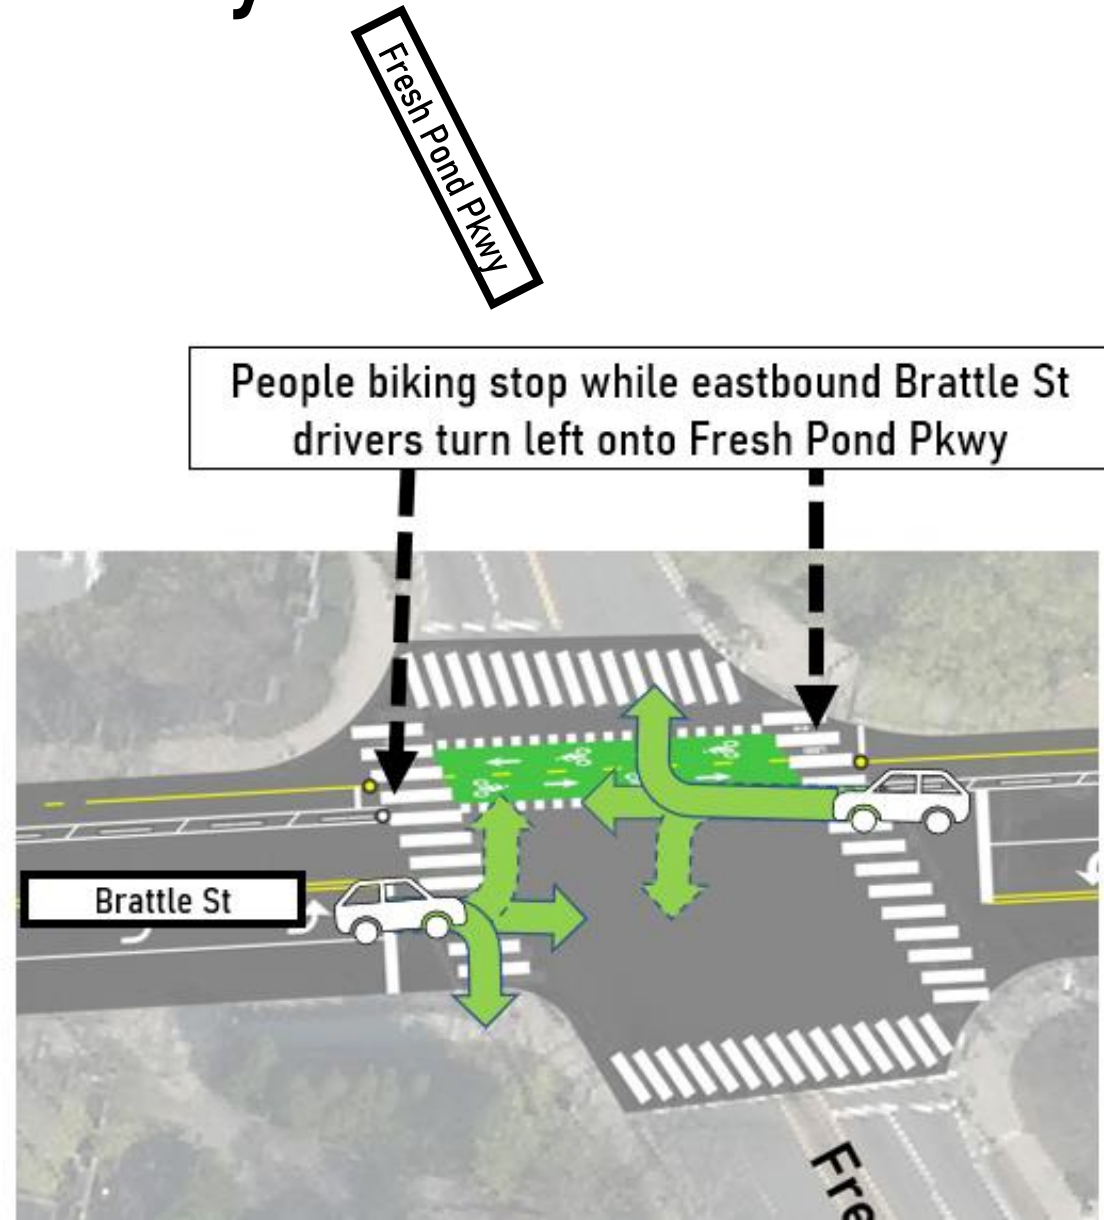 Fresh Pond Pkwy
People biking stop while eastbound Brattle St
drivers turn left onto Fresh Pond Pkwy
Brattle St
Fre